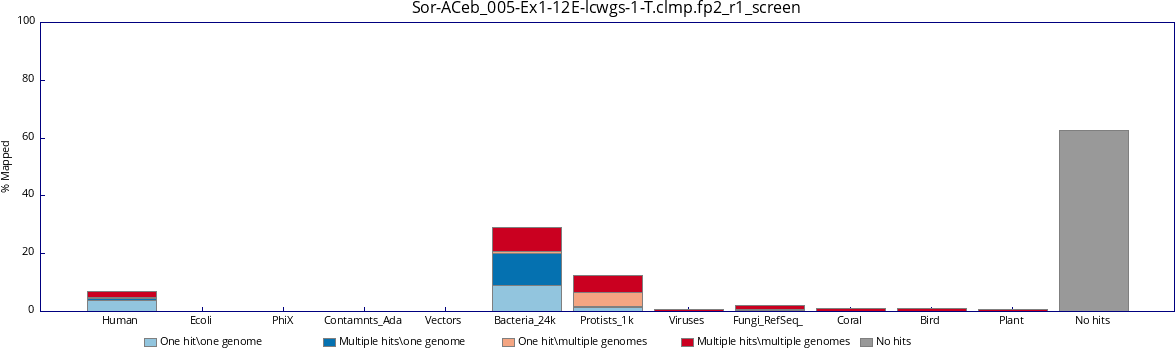 Sor-ACeb_005-Ex1-12E-lcwgs-1-T.clmp.fp2_r1_screen
100
80
60
40
20
0
% Mapped
Human Ecoli PhiX Contamnts_Ada Vectors Bacteria_24k Protists_1k Viruses Fungi_RefSeq_ Coral Bird Plant No hits
One hit\one genome Multiple hits\one genome One hit\multiple genomes Multiple hits\multiple genomes No hits